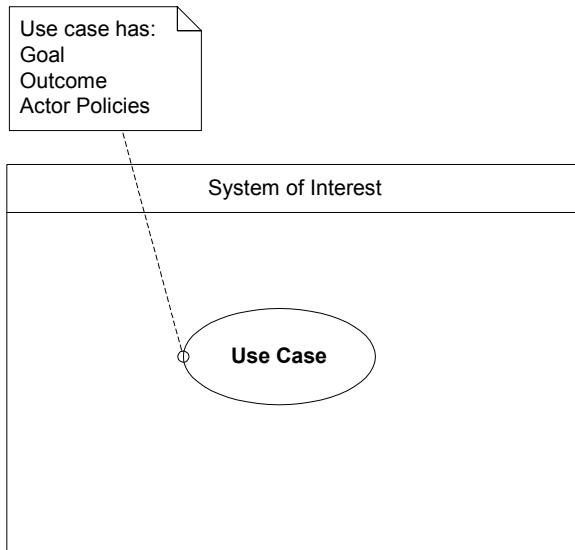 Use case has:
Goal
Outcome
Actor Policies
System of Interest
Use Case